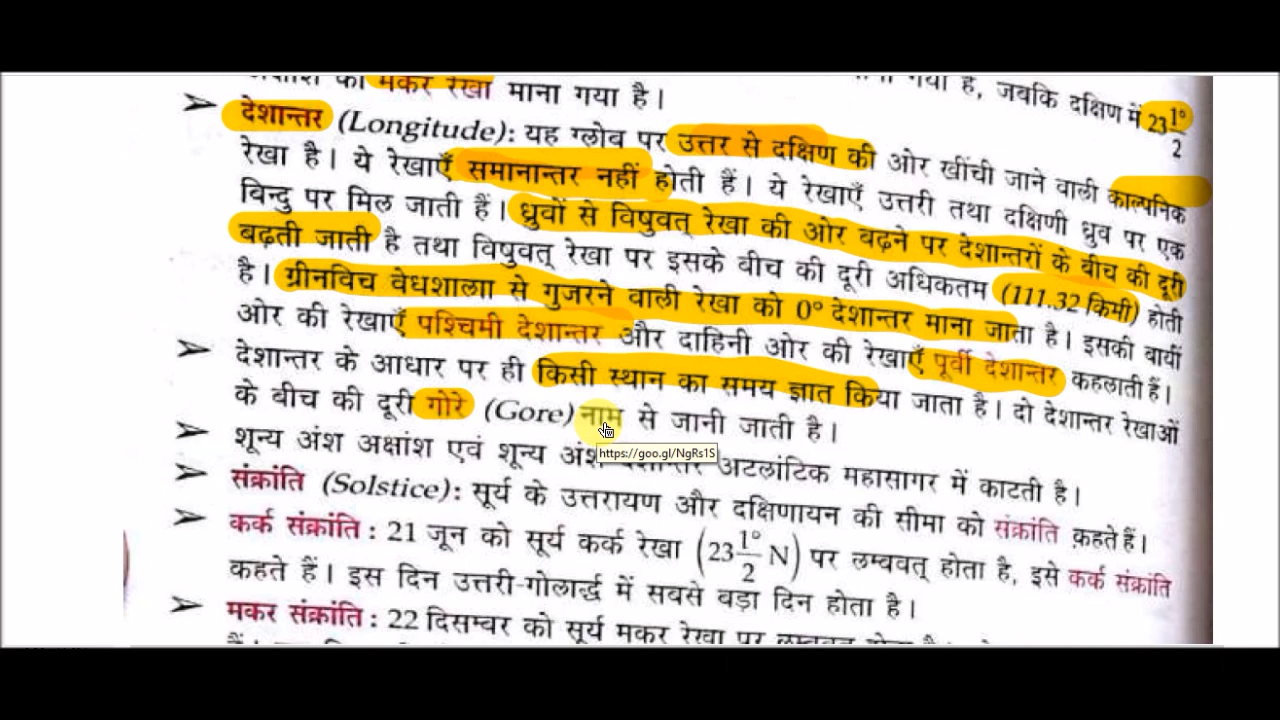 मकर रेखा माना गया है।
गया है, जबकि दक्षिण में 23 1°/2
➢ देशान्तर (Longitude): यह ग्लोब पर उत्तर से दक्षिण की ओर खींची जाने वाली काल्पनिक
रेखा है। ये रेखाएँ समानान्तर नहीं होती हैं। ये रेखाएँ उत्तरी तथा दक्षिणी ध्रुव पर एक
बिन्दु पर मिल जाती हैं। ध्रुवों से विषुवत् रेखा की ओर बढ़ने पर देशान्तरों के बीच की दूरी
बढ़ती जाती है तथा विषुवत् रेखा पर इसके बीच की दूरी अधिकतम (111.32 किमी) होती
है। ग्रीनविच वेधशालाा से गुजरने वाली रेखा को 0° देशान्तर माना जाता है। इसकी बायीं
ओर की रेखाएँ पश्चिमी देशान्तर और दाहिनी ओर की रेखाएँ पूर्वी देशान्तर कहलाती हैं।
➢ देशान्तर के आधार पर ही किसी स्थान का समय ज्ञात किया जाता है। दो देशान्तर रेखाओं
के बीच की दूरी गोरे (Gore) नाम से जानी जाती है।
https://goo.gl/NgRs1S
➢ शून्य अंश अक्षांश एवं शून्य अंश देशान्तर अटलांटिक महासागर में काटती है।
➢ संक्रांति (Solstice): सूर्य के उत्तरायण और दक्षिणायन की सीमा को संक्रांति कहते हैं।
➢ कर्क संक्रांति : 21 जून को सूर्य कर्क रेखा (23 1°/2 N) पर लम्बवत् होता है, इसे कर्क संक्रांति
कहते हैं। इस दिन उत्तरी-गोलार्द्ध में सबसे बड़ा दिन होता है।
➢ मकर संक्रांति : 22 दिसम्बर को सूर्य मकर रेखा पर लम्बवत्